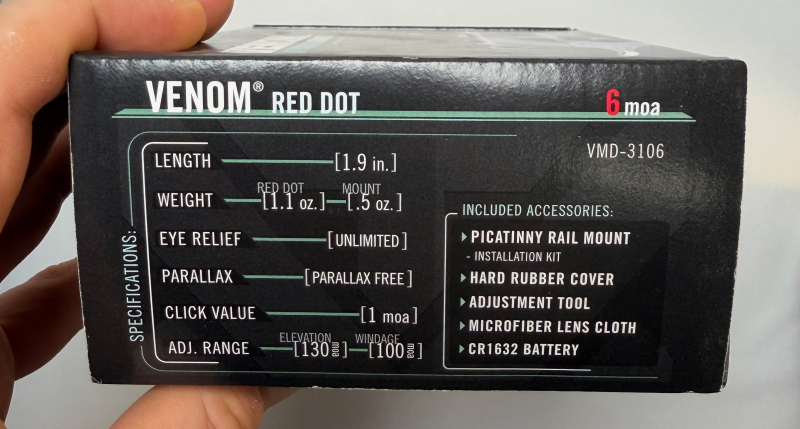 VENOM® RED DOT
6 moa
VMD-3106
SPECIFICATIONS:
LENGTH [1.9 in.]
RED DOT MOUNT
WEIGHT [1.1 oz.] [.5 oz.]
EYE RELIEF [UNLIMITED]
PARALLAX [PARALLAX FREE]
CLICK VALUE [1 moa]
ELEVATION WINDAGE
ADJ. RANGE [130 moa] [100 moa]
INCLUDED ACCESSORIES:
PICATINNY RAIL MOUNT
- INSTALLATION KIT
HARD RUBBER COVER
ADJUSTMENT TOOL
MICROFIBER LENS CLOTH
CR1632 BATTERY